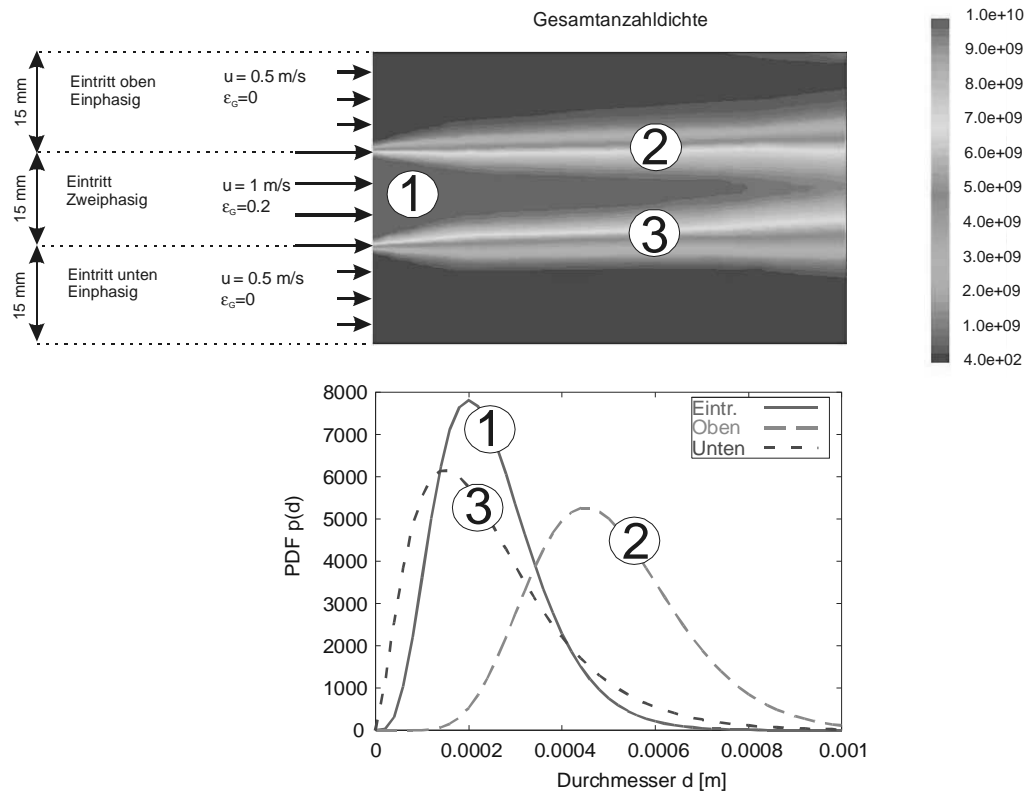 Gesamtanzahldichte
15 mm
Eintritt oben
Einphasig
u = 0.5 m/s
εG=0
15 mm
Eintritt
Zweiphasig
u = 1 m/s
εG=0.2
15 mm
Eintritt unten
Einphasig
u = 0.5 m/s
εG=0
1
2
3
1.0e+10
9.0e+09
8.0e+09
7.0e+09
6.0e+09
5.0e+09
4.0e+09
3.0e+09
2.0e+09
1.0e+09
4.0e+02
PDF p(d)
8000
7000
6000
5000
4000
3000
2000
1000
0
1
3
2
Eintr.
Oben
Unten
0 0.0002 0.0004 0.0006 0.0008 0.001
Durchmesser d [m]